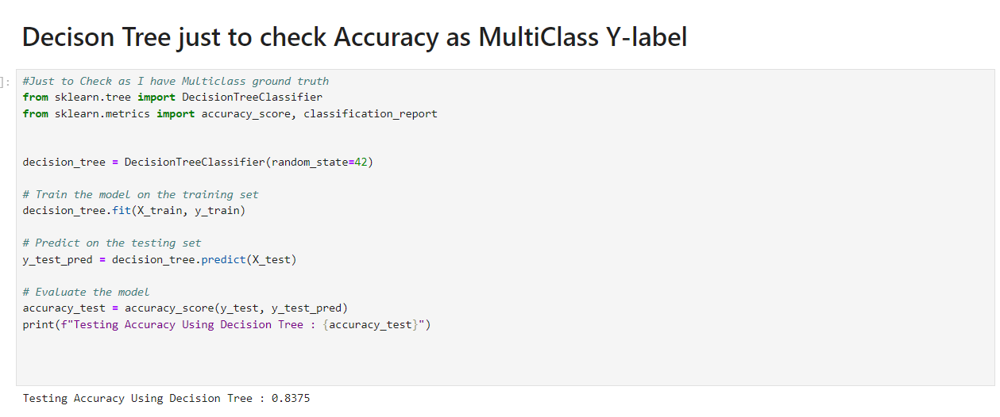 Decison Tree just to check Accuracy as MultiClass Y-label
]:
#Just to Check as I have Multiclass ground truth
from sklearn.tree import DecisionTreeClassifier
from sklearn.metrics import accuracy_score, classification_report
decision_tree = DecisionTreeClassifier(random_state=42)
# Train the model on the training set
decision_tree.fit(X_train, y_train)
# Predict on the testing set
y_test_pred = decision_tree.predict(X_test)
# Evaluate the model
accuracy_test = accuracy_score(y_test, y_test_pred)
print(f"Testing Accuracy Using Decision Tree : {accuracy_test}")
Testing Accuracy Using Decision Tree : 0.8375